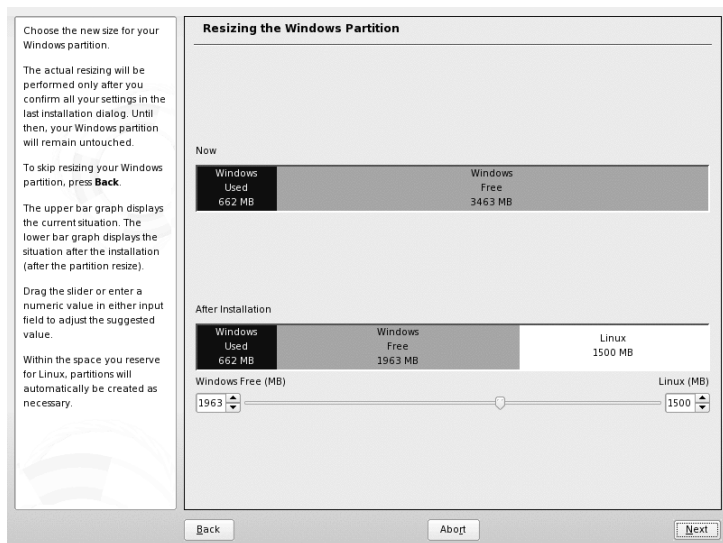 Choose the new size for your
Windows partition.
The actual resizing will be
performed only after you
confirm all your settings in the
last installation dialog. Until
then, your Windows partition
will remain untouched.
To skip resizing your Windows
partition, press Back.
The upper bar graph displays
the current situation. The
lower bar graph displays the
situation after the installation
(after the partition resize).
Drag the slider or enter a
numeric value in either input
field to adjust the suggested
value.
Within the space you reserve
for Linux, partitions will
automatically be created as
necessary.
Resizing the Windows Partition
Now
Windows
Used
662 MB
Windows
Free
3463 MB
After Installation
Windows
Used
662 MB
Windows
Free
1963 MB
Linux
1500 MB
Windows Free (MB)
Linux (MB)
1963
1500
Back
Abort
Next